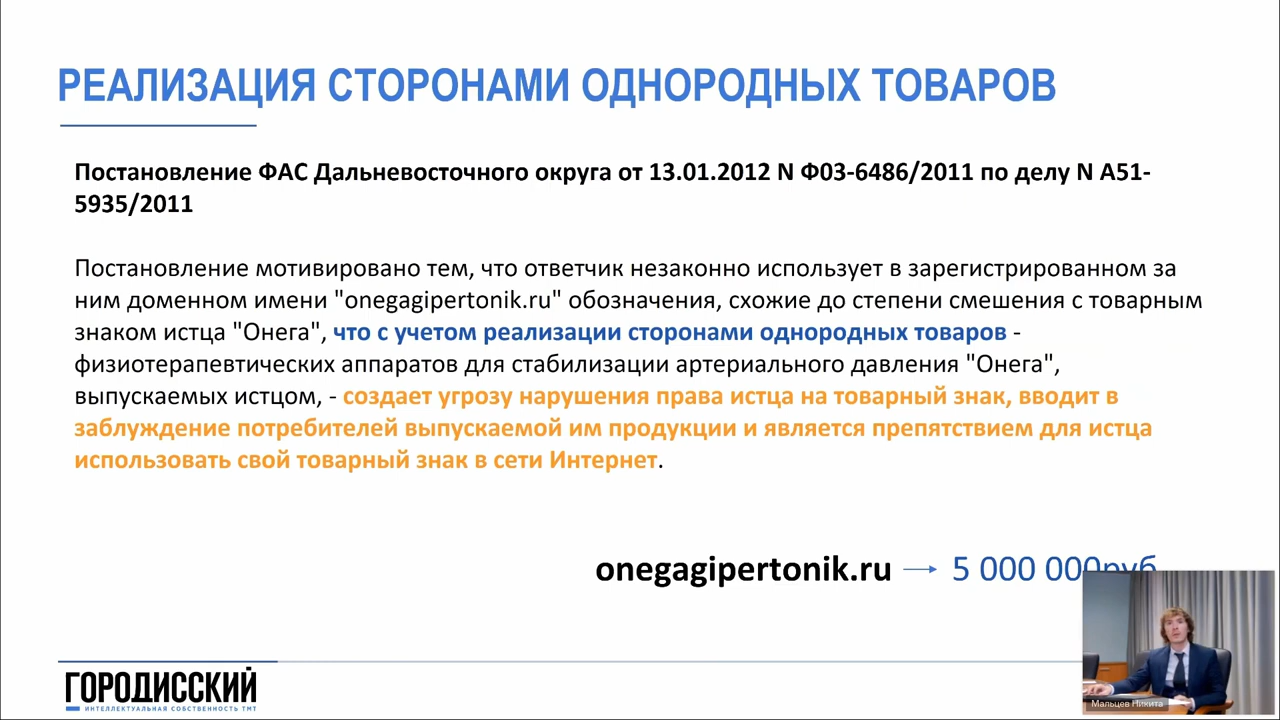 РЕАЛИЗАЦИЯ СТОРОНАМИ ОДНОРОДНЫХ ТОВАРОВ
Постановление ФАС Дальневосточного округа от 13.01.2012 N Ф03-6486/2011 по делу N А51-
5935/2011
Постановление мотивировано тем, что ответчик незаконно использует в зарегистрированном за
ним доменном имени "onegagipertonik.ru" обозначения, схожие до степени смешения с товарным
знаком истца "Онега", что с учетом реализации сторонами однородных товаров -
физиотерапевтических аппаратов для стабилизации артериального давления "Онега",
выпускаемых истцом, - создает угрозу нарушения права истца на товарный знак, вводит в
заблуждение потребителей выпускаемой им продукции и является препятствием для истца
использовать свой товарный знак в сети Интернет.
onegagipertonik.ru → 5 000 000руб
ГОРОДИССКИЙ
ИНТЕЛЛЕКТУАЛЬНАЯ СОБСТВЕННОСТЬ ТМТ
Мальцев Никита